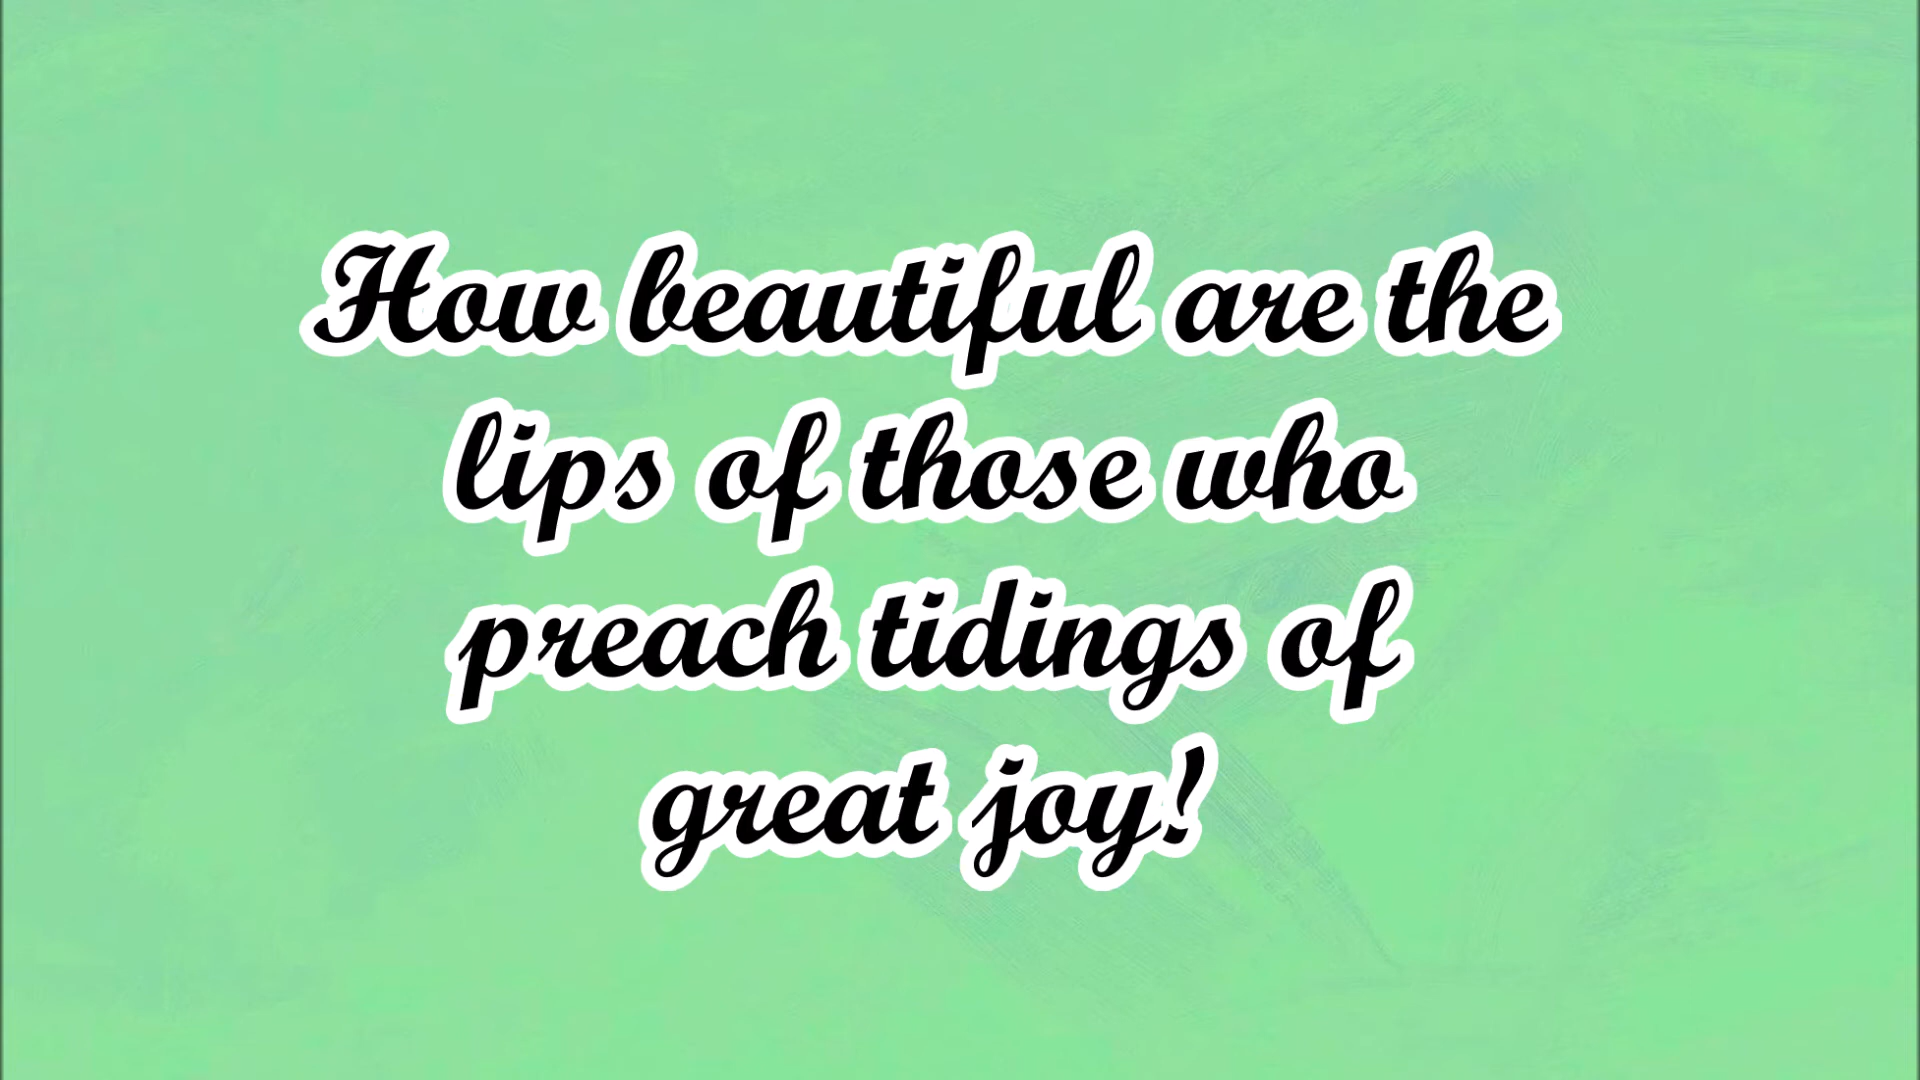 How beautiful are the
lips of those who
preach tidings of
great joy!